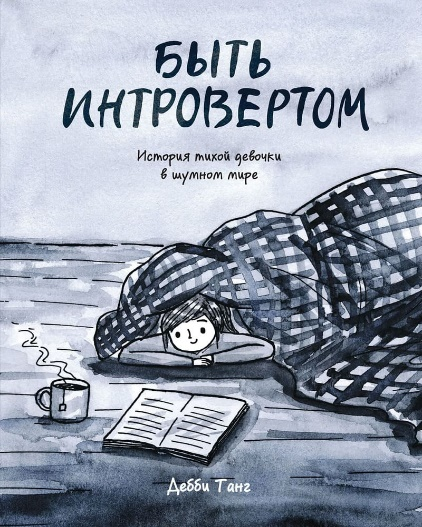 БЫТЬ
ИНТРОВЕРТОМ
История тихой девочки
в шумном мире
Дебби Танг